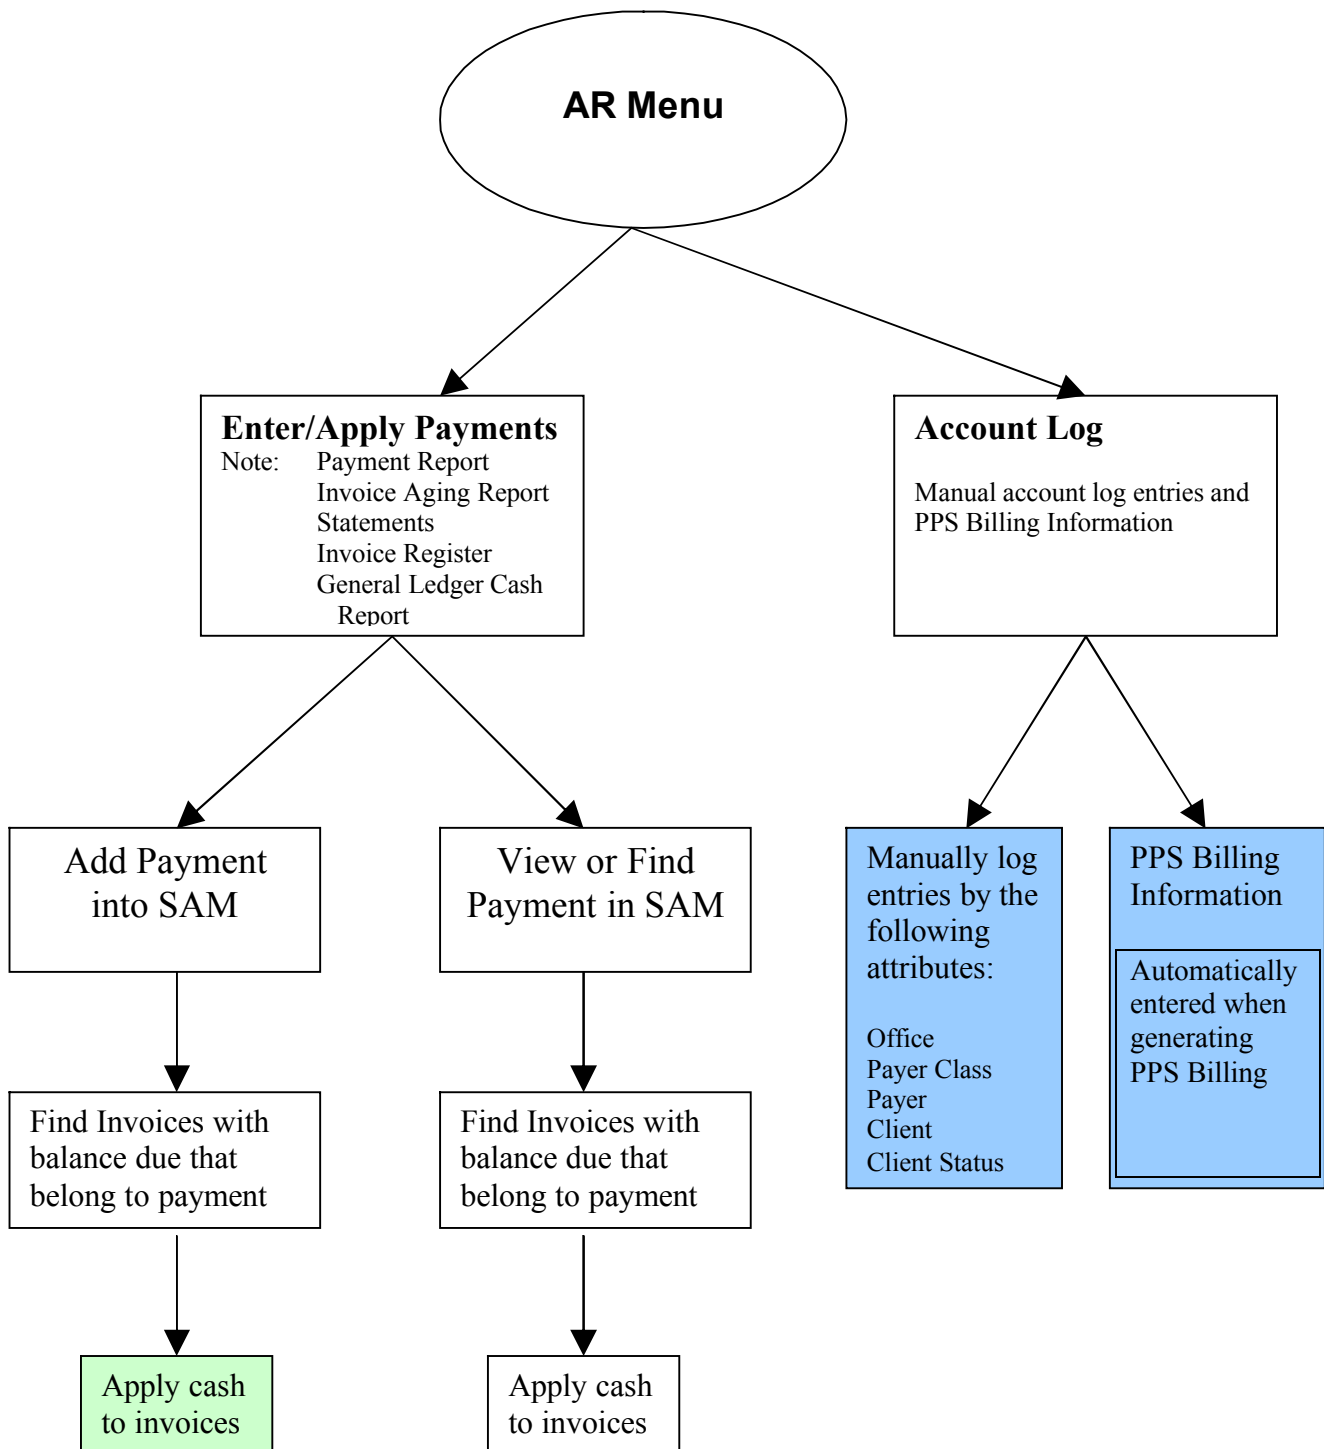 AR Menu
Enter/Apply Payments
Note: Payment Report
Invoice Aging Report
Statements
Invoice Register
General Ledger Cash
Report
Account Log
Manual account log entries and
PPS Billing Information
Add Payment
into SAM
View or Find
Payment in SAM
Manually log
entries by the
following
attributes:
Office
Payer Class
Payer
Client
Client Status
PPS Billing
Information
Automatically
entered when
generating
PPS Billing
Find Invoices with
balance due that
belong to payment
Find Invoices with
balance due that
belong to payment
Apply cash
to invoices
Apply cash
to invoices